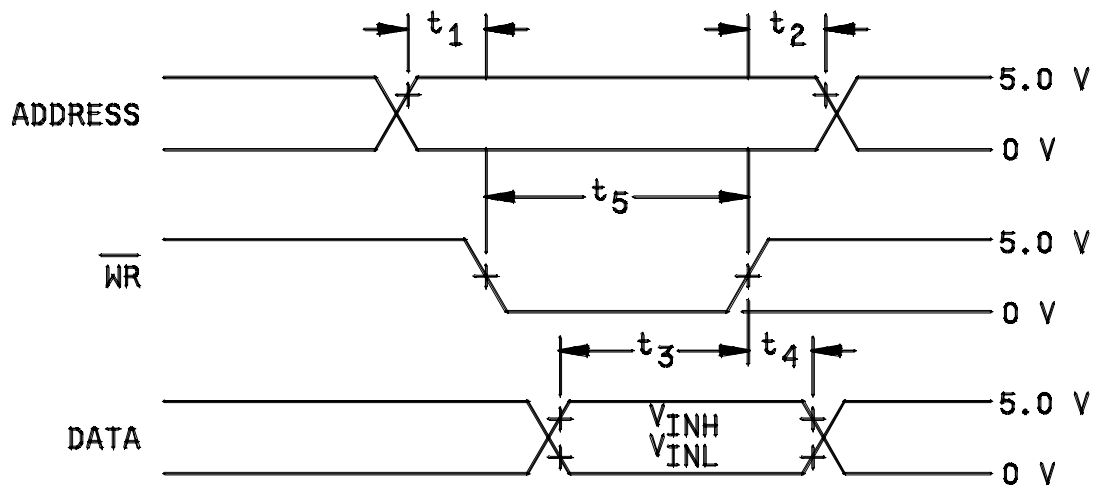 t1 t2
5.0 V
ADDRESS
0 V
t5
5.0 V
WR
0 V
t3 t4
5.0 V
VINH
DATA
VINL
0 V